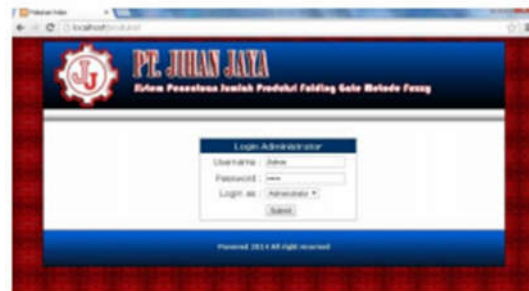 localhost/produksi/
JJ
PT. JIHAN JAYA
Sistem Jumlah Produksi Folding Gate Metode Fuzzy
Login Administrator
Username : Admin
Password :
Login as : Administrator
Submit
Powered 2014 All right reserved